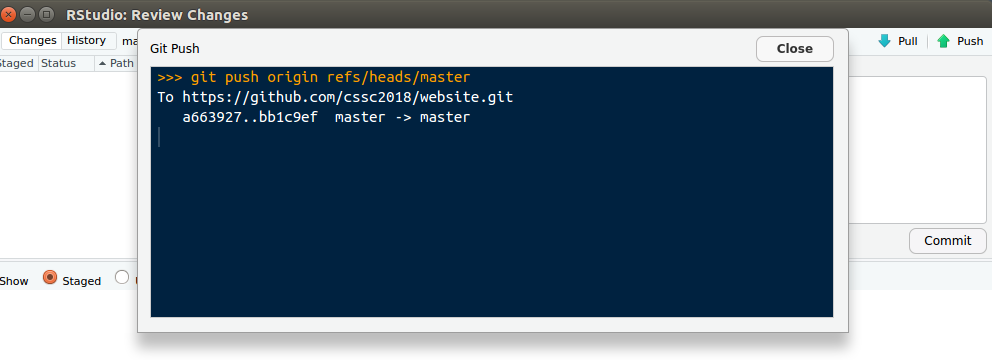 RStudio: Review Changes
Changes History ma
Git Push
Close
Pull
Push
Staged Status Path
>>> git push origin refs/heads/master
To https://github.com/cssc2018/website.git
a663927..bb1c9ef master -> master
Commit
Show Staged